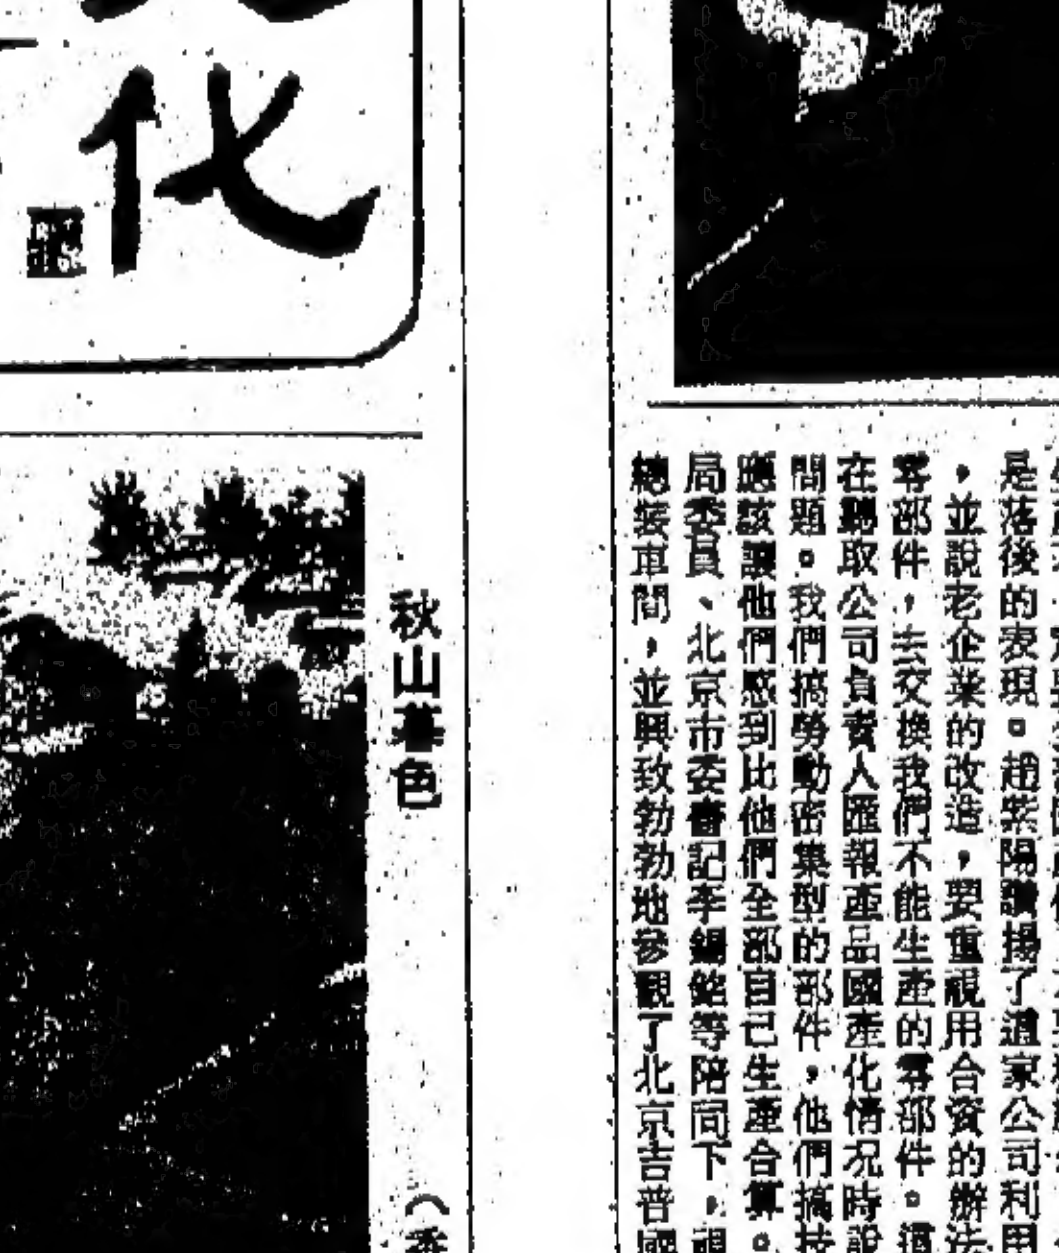 是落後的表現。趙紫陽讚揚了這家公司利用
，並說老企業的改造，要重視用合資的辦法
零部件，去交換我們不能生產的零部件。這
在聽取公司負責人匯報產品國產化情况時說
問題。我們搞勞動密集型的部件，他們搞技
應該讓他們感到比他們全部自己生產合算。
局委員、北京市委書記李錫銘等陪同下，視
總裝車間，並興致勃勃地參觀了北京吉普國
化
秋山暮色